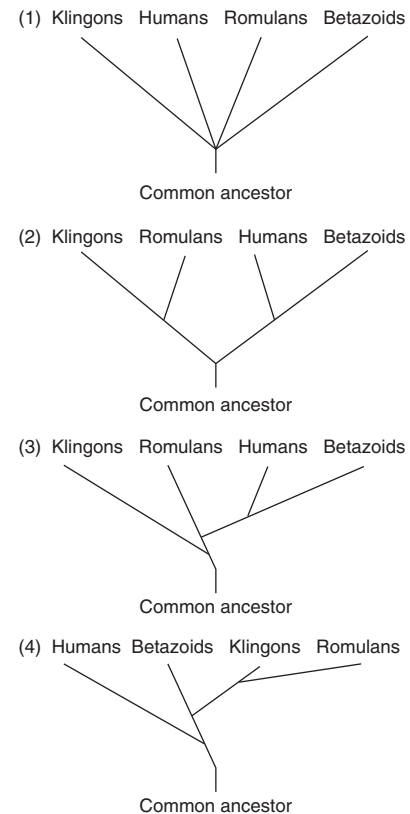 (1) Klingons Humans Romulans Betazoids
Common ancestor
(2) Klingons Romulans Humans Betazoids
Common ancestor
(3) Klingons Romulans Humans Betazoids
Common ancestor
(4) Humans Betazoids Klingons Romulans
Common ancestor